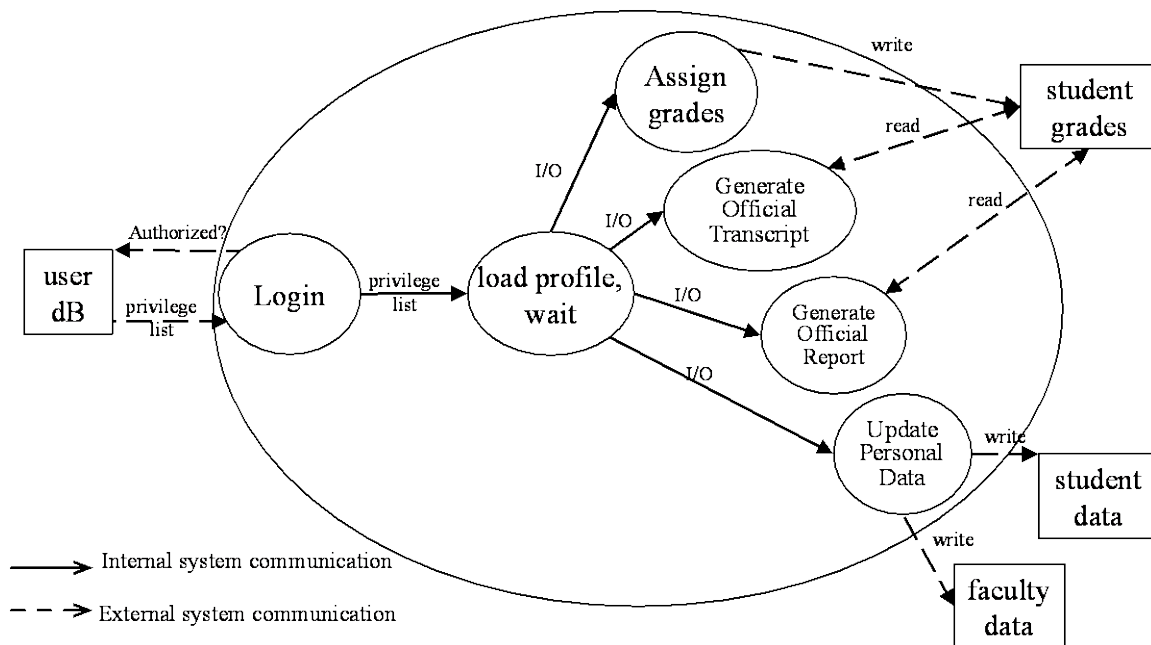 write
Assign
grades
student
grades
read
I/O
Generate
Official
Transcript
read
I/O
Authorized?
user
dB
privilege
list
Login
privilege
list
load profile,
wait
I/O
Generate
Official
Report
I/O
Update
Personal
Data
write
student
data
write
faculty
data
Internal system communication
External system communication